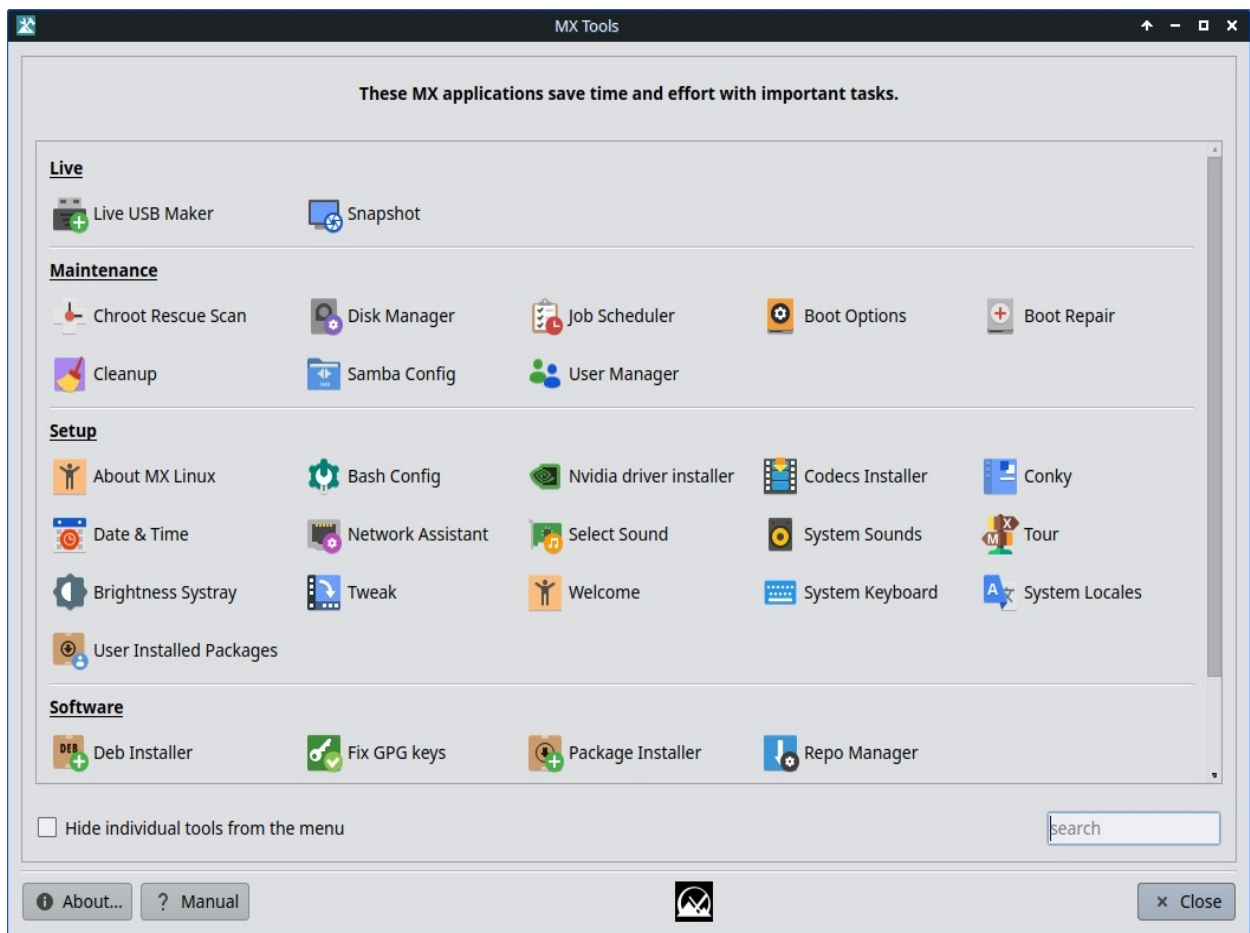 MX Tools
These MX applications save time and effort with important tasks.
Live
Live USB Maker Snapshot
Maintenance
Chroot Rescue Scan Disk Manager Job Scheduler Boot Options Boot Repair
Cleanup Samba Config User Manager
Setup
About MX Linux Bash Config Nvidia driver installer Codecs Installer Conky
Date & Time Network Assistant Select Sound System Sounds Tour
Brightness Systray Tweak Welcome System Keyboard System Locales
User Installed Packages
Software
DEB Deb Installer Fix GPG keys Package Installer Repo Manager
Hide individual tools from the menu search
About... ? Manual Close